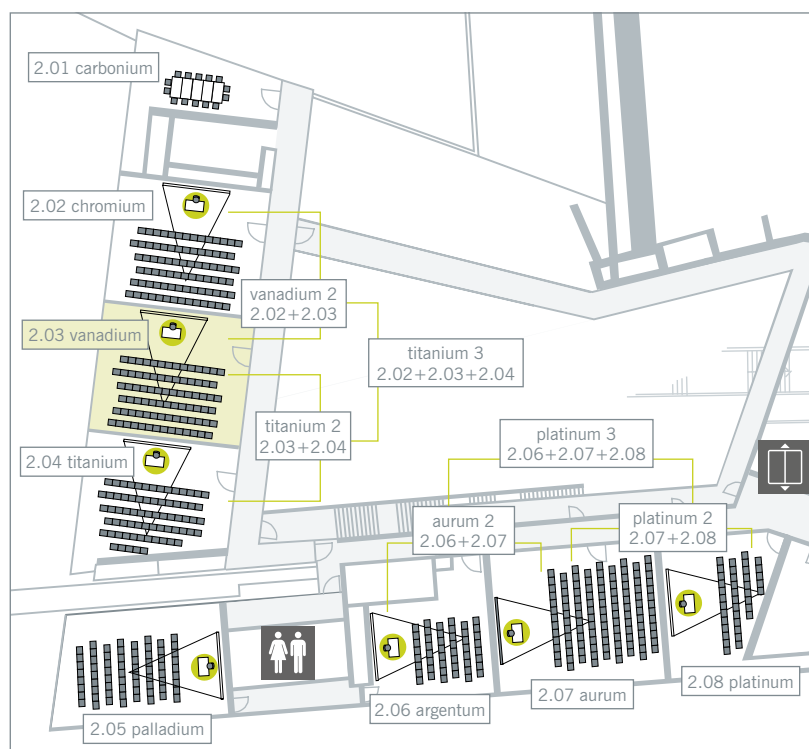 2.01 carbonium
2.02 chromium
vanadium 2
2.02+2.03
2.03 vanadium
titanium 3
2.02+2.03+2.04
titanium 2
2.03+2.04
2.04 titanium
platinum 3
2.06+2.07+2.08
aurum 2
2.06+2.07
platinum 2
2.07+2.08
2.05 palladium
2.06 argentum
2.07 aurum
2.08 platinum